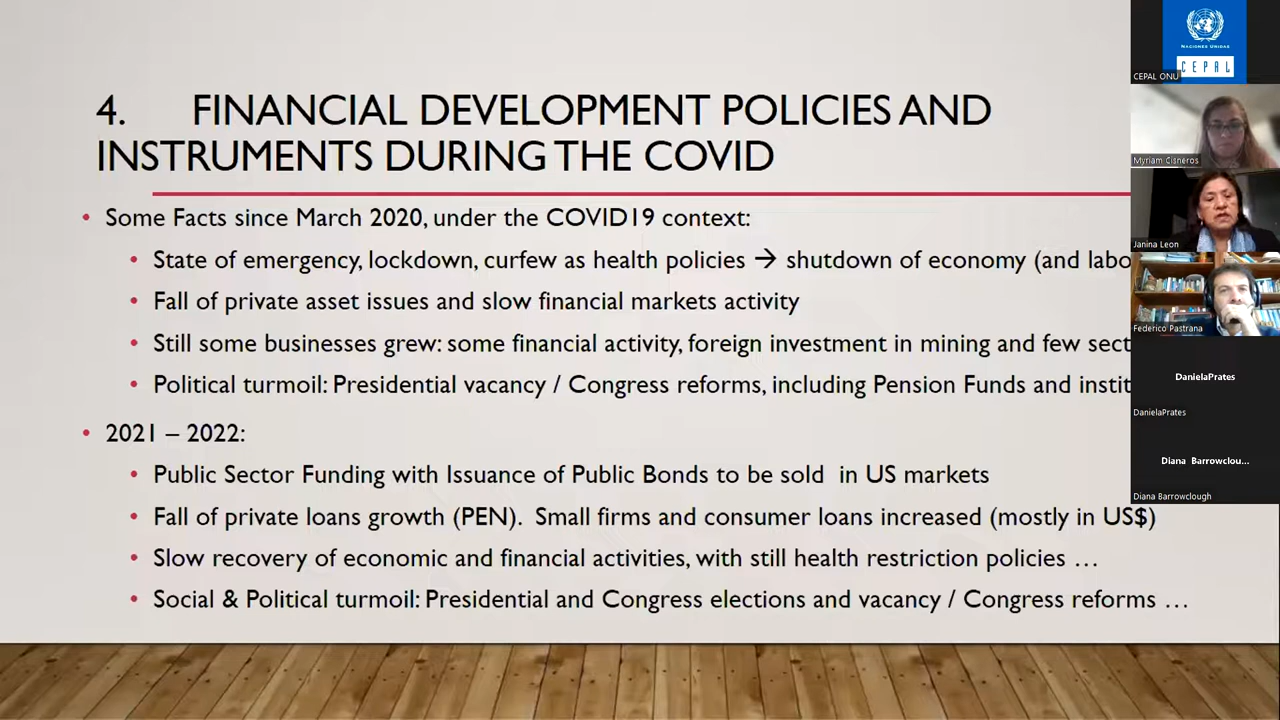 4. FINANCIAL DEVELOPMENT POLICIES AND
INSTRUMENTS DURING THE COVID
• Some Facts since March 2020, under the COVID19 context:
• State of emergency, lockdown, curfew as health policies → shutdown of economy (and labo
• Fall of private asset issues and slow financial markets activity
• Still some businesses grew: some financial activity, foreign investment in mining and few sect
• Political turmoil: Presidential vacancy / Congress reforms, including Pension Funds and instit
• 2021 – 2022:
• Public Sector Funding with Issuance of Public Bonds to be sold in US markets
• Fall of private loans growth (PEN). Small firms and consumer loans increased (mostly in US$)
• Slow recovery of economic and financial activities, with still health restriction policies …
• Social & Political turmoil: Presidential and Congress elections and vacancy / Congress reforms …
NACIONES UNIDAS
CEPAL
CEPAL ONU
Myriam Cisneros
Janina Leon
Federico Pastrana
DanielaPrates
DanielaPrates
Diana Barrowclou...
Diana Barrowclough